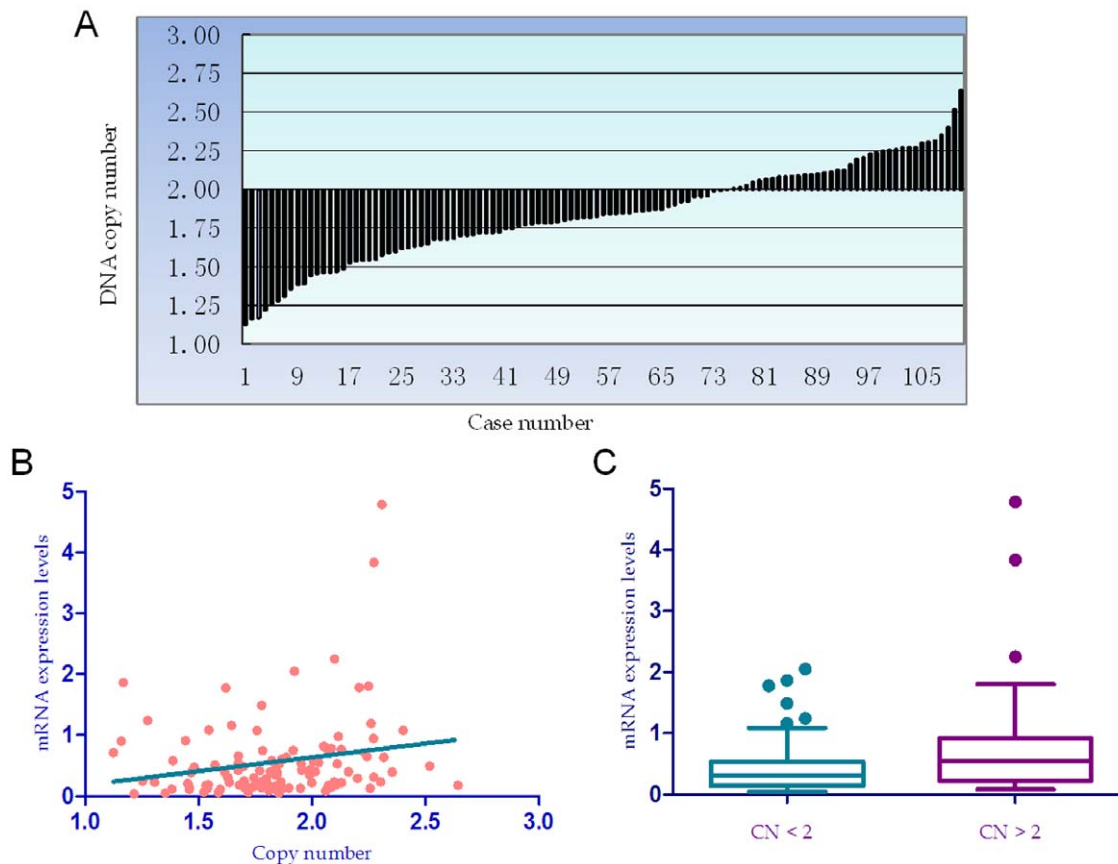 A
3.00
2.75
2.50
2.25
2.00
1.75
1.50
1.25
1.00
DNA copy number
1 9 17 25 33 41 49 57 65 73 81 89 97 105
Case number
B
5
4
3
2
1
0
mRNA expression levels
1.0 1.5 2.0 2.5 3.0
Copy number
C
5
4
3
2
1
0
mRNA expression levels
CN < 2 CN > 2